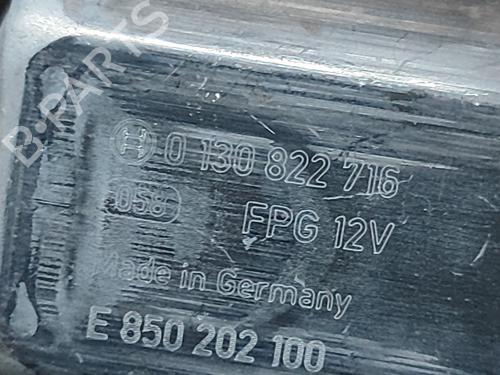 B-PARTS
0 130 822 716
058 FPG 12V
Made in Germany
E 850 202 100